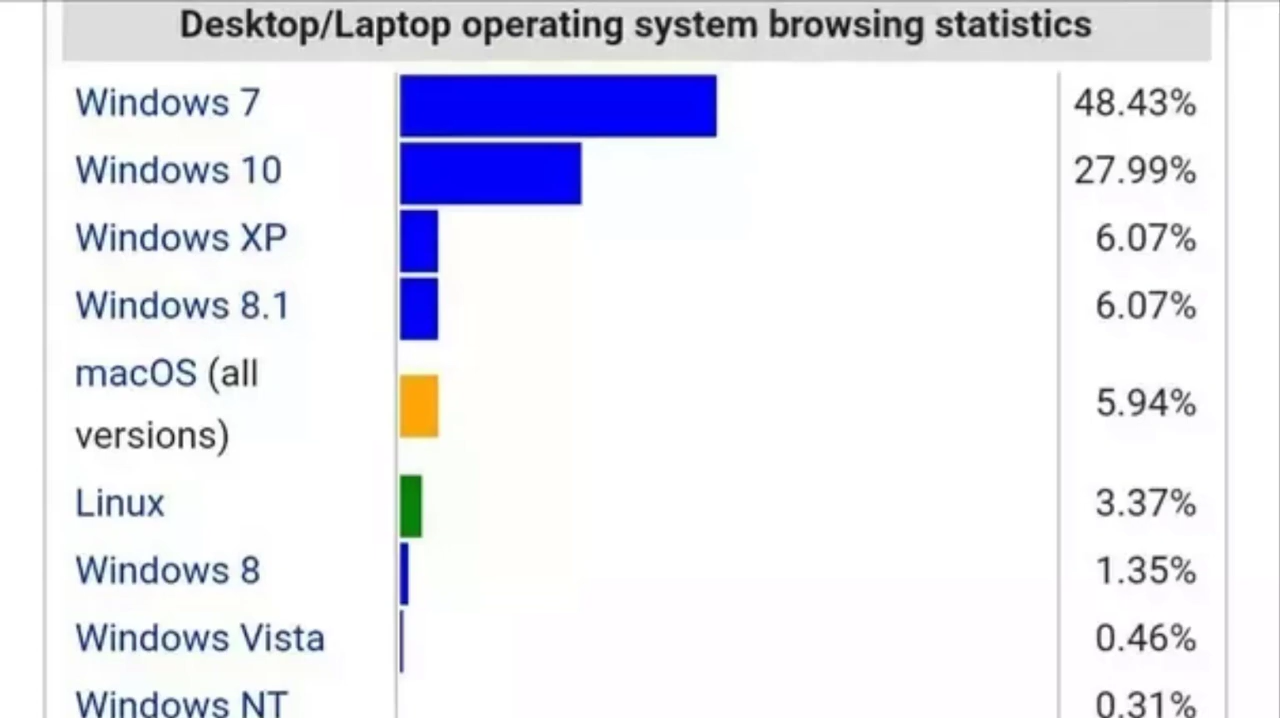 Desktop/Laptop operating system browsing statistics
Windows 7 48.43%
Windows 10 27.99%
Windows XP 6.07%
Windows 8.1 6.07%
macOS (all
versions) 5.94%
Linux 3.37%
Windows 8 1.35%
Windows Vista 0.46%
Windows NT 0.31%